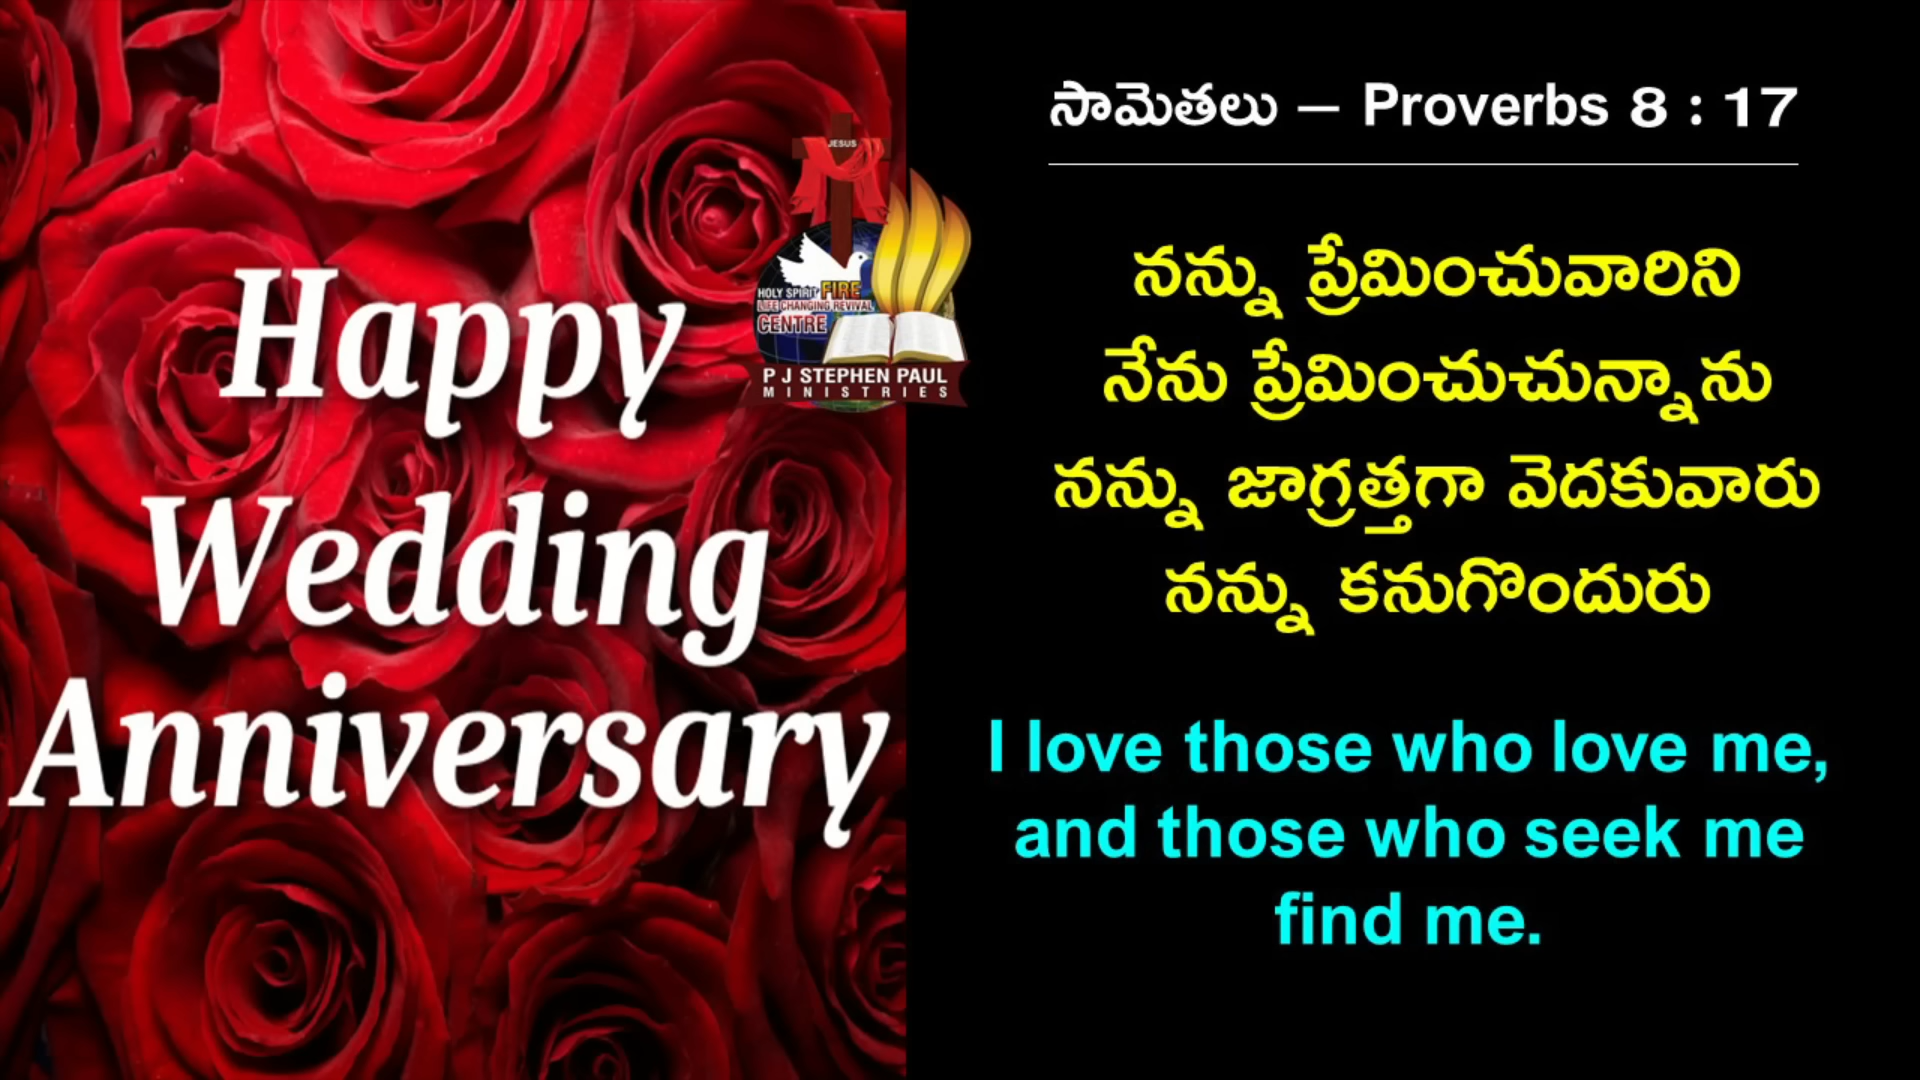 Happy
Wedding
Anniversary
JESUS
HOLY SPIRIT FIRE
LIFE CHANGING REVIVAL
CENTRE
P J STEPHEN PAUL
MINISTRIES
సామెతలు – Proverbs 8 : 17
నన్ను ప్రేమించువారిని
నేను ప్రేమించుచున్నాను
నన్ను జాగ్రత్తగా వెదకువారు
నన్ను కనుగొందురు
I love those who love me,
and those who seek me
find me.